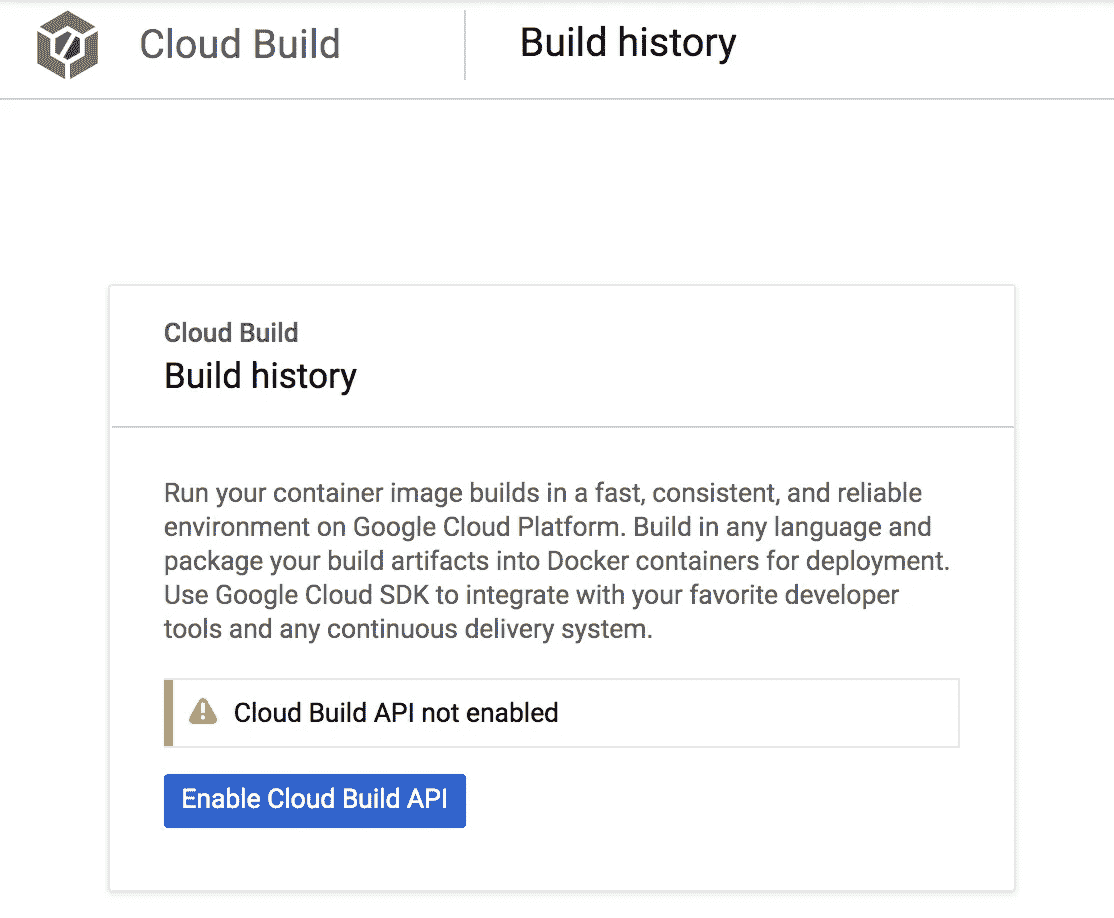 Cloud Build
Build history
Cloud Build
Build history
Run your container image builds in a fast, consistent, and reliable
environment on Google Cloud Platform. Build in any language and
package your build artifacts into Docker containers for deployment.
Use Google Cloud SDK to integrate with your favorite developer
tools and any continuous delivery system.
Cloud Build API not enabled
Enable Cloud Build API